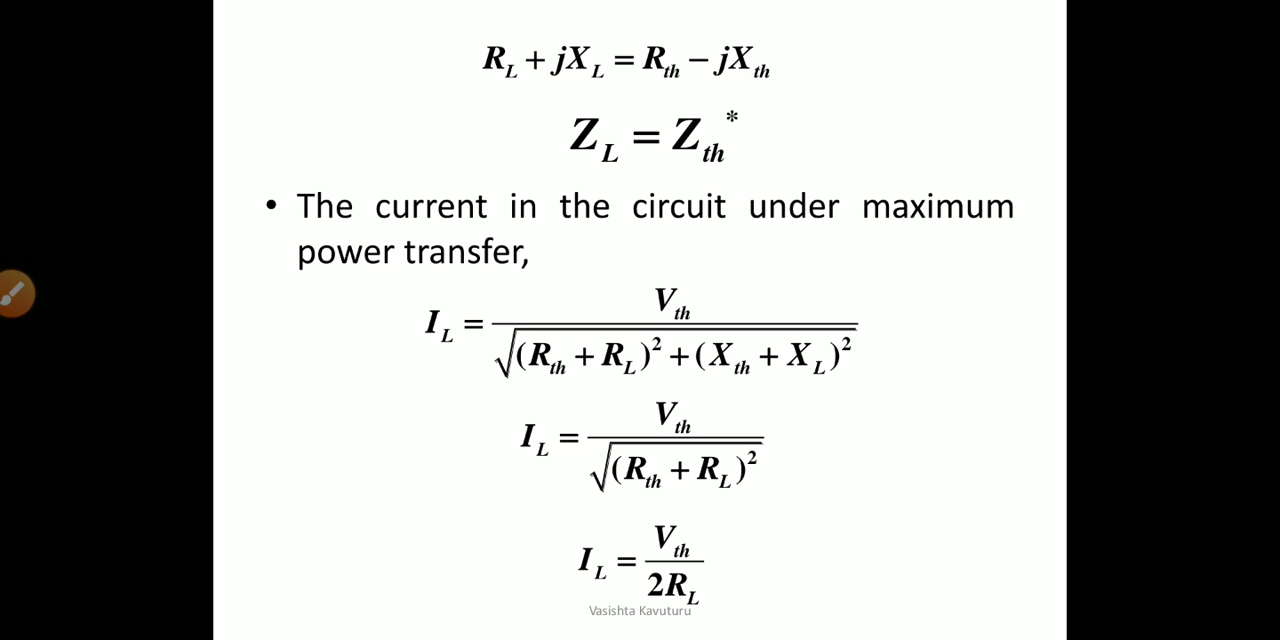 R_L + jX_L = R_th − jX_th
Z_L = Z_th^*
• The current in the circuit under maximum
power transfer,
I_L = V_th / √((R_th + R_L)^2 + (X_th + X_L)^2)
I_L = V_th / √((R_th + R_L)^2)
I_L = V_th / 2R_L
Vasishta Kavuturu